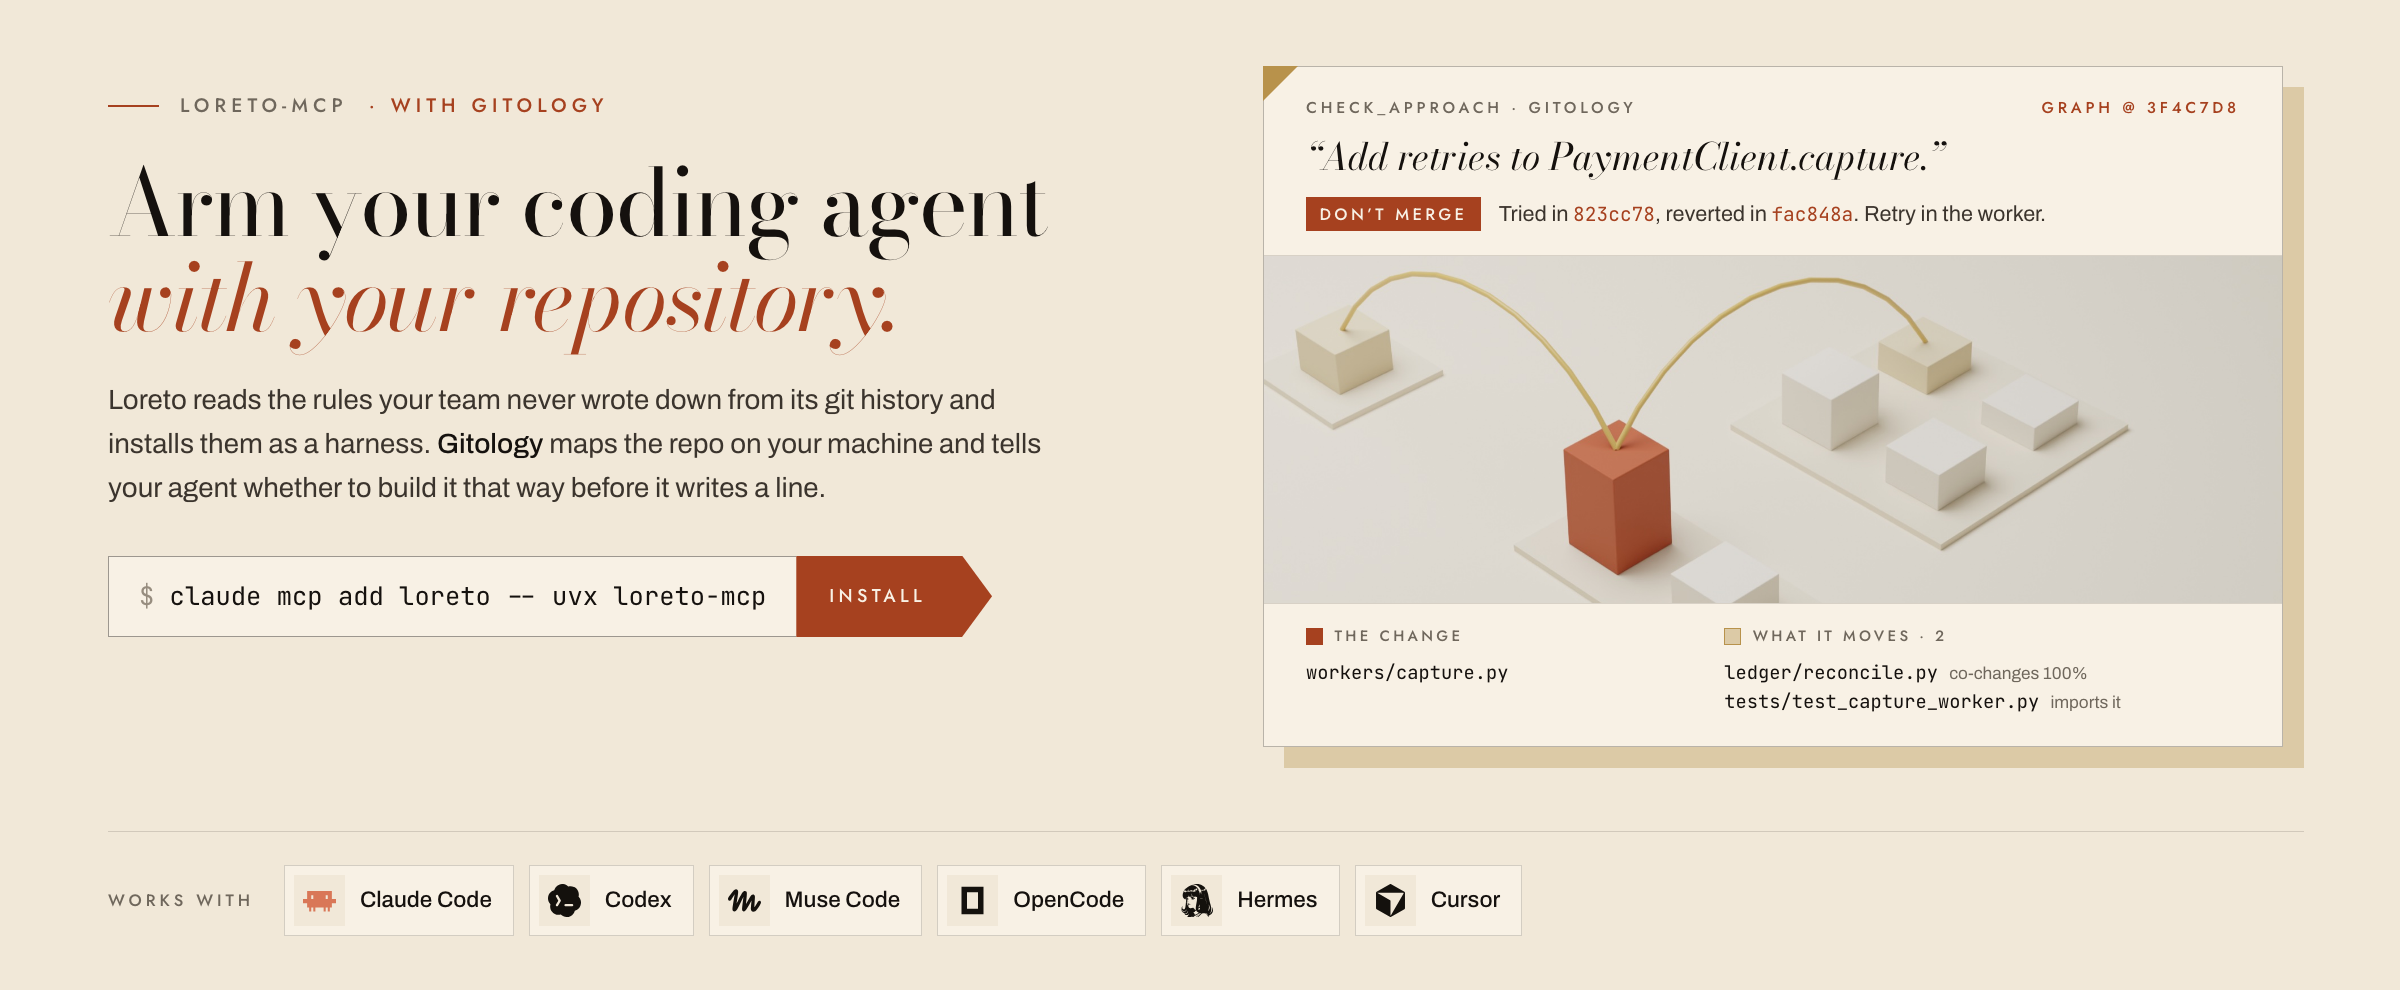 LORETO-MCP · WITH GITOLOGY
Arm your coding agent
with your repository.
Loreto reads the rules your team never wrote down from its git history and
installs them as a harness. Gitology maps the repo on your machine and tells
your agent whether to build it that way before it writes a line.
$ claude mcp add loreto -- uvx loreto-mcp
INSTALL
CHECK_APPROACH · GITOLOGY
GRAPH @ 3F4C7D8
“Add retries to PaymentClient.capture.”
DON’T MERGE
Tried in 823cc78, reverted in fac848a. Retry in the worker.
THE CHANGE
workers/capture.py
WHAT IT MOVES · 2
ledger/reconcile.py co-changes 100%
tests/test_capture_worker.py imports it
WORKS WITH
Claude Code
Codex
Muse Code
OpenCode
Hermes
Cursor